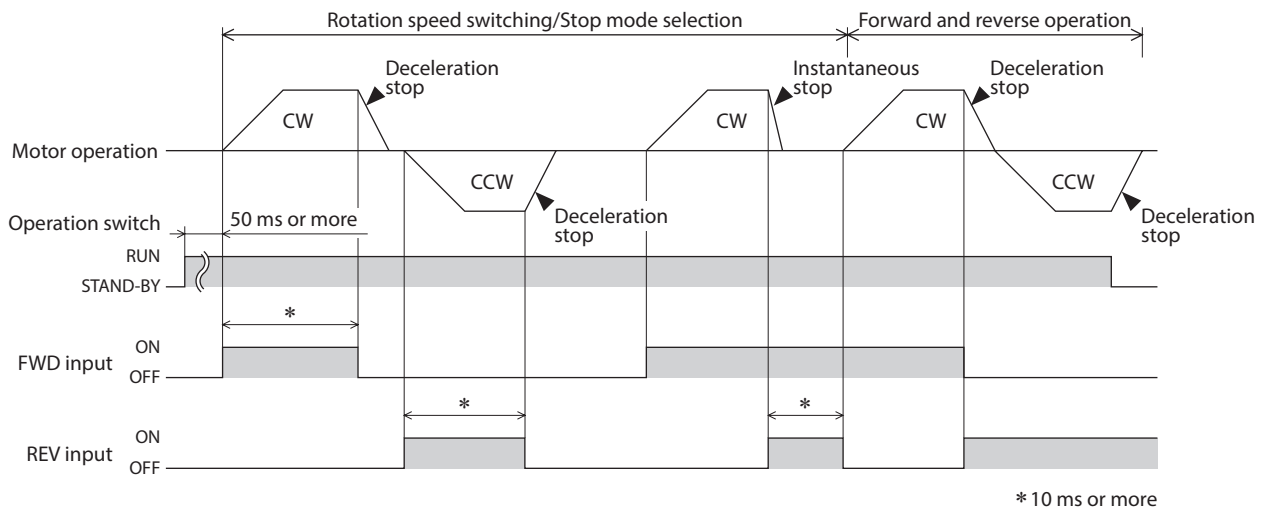 Rotation speed switching/Stop mode selection
Forward and reverse operation
Deceleration
stop
Instantaneous
stop
Deceleration
stop
CW
CW
CW
Motor operation
CCW
CCW
Deceleration
stop
Deceleration
stop
Operation switch
50 ms or more
RUN
STAND-BY
*
FWD input
ON
OFF
*
*
REV input
ON
OFF
* 10 ms or more